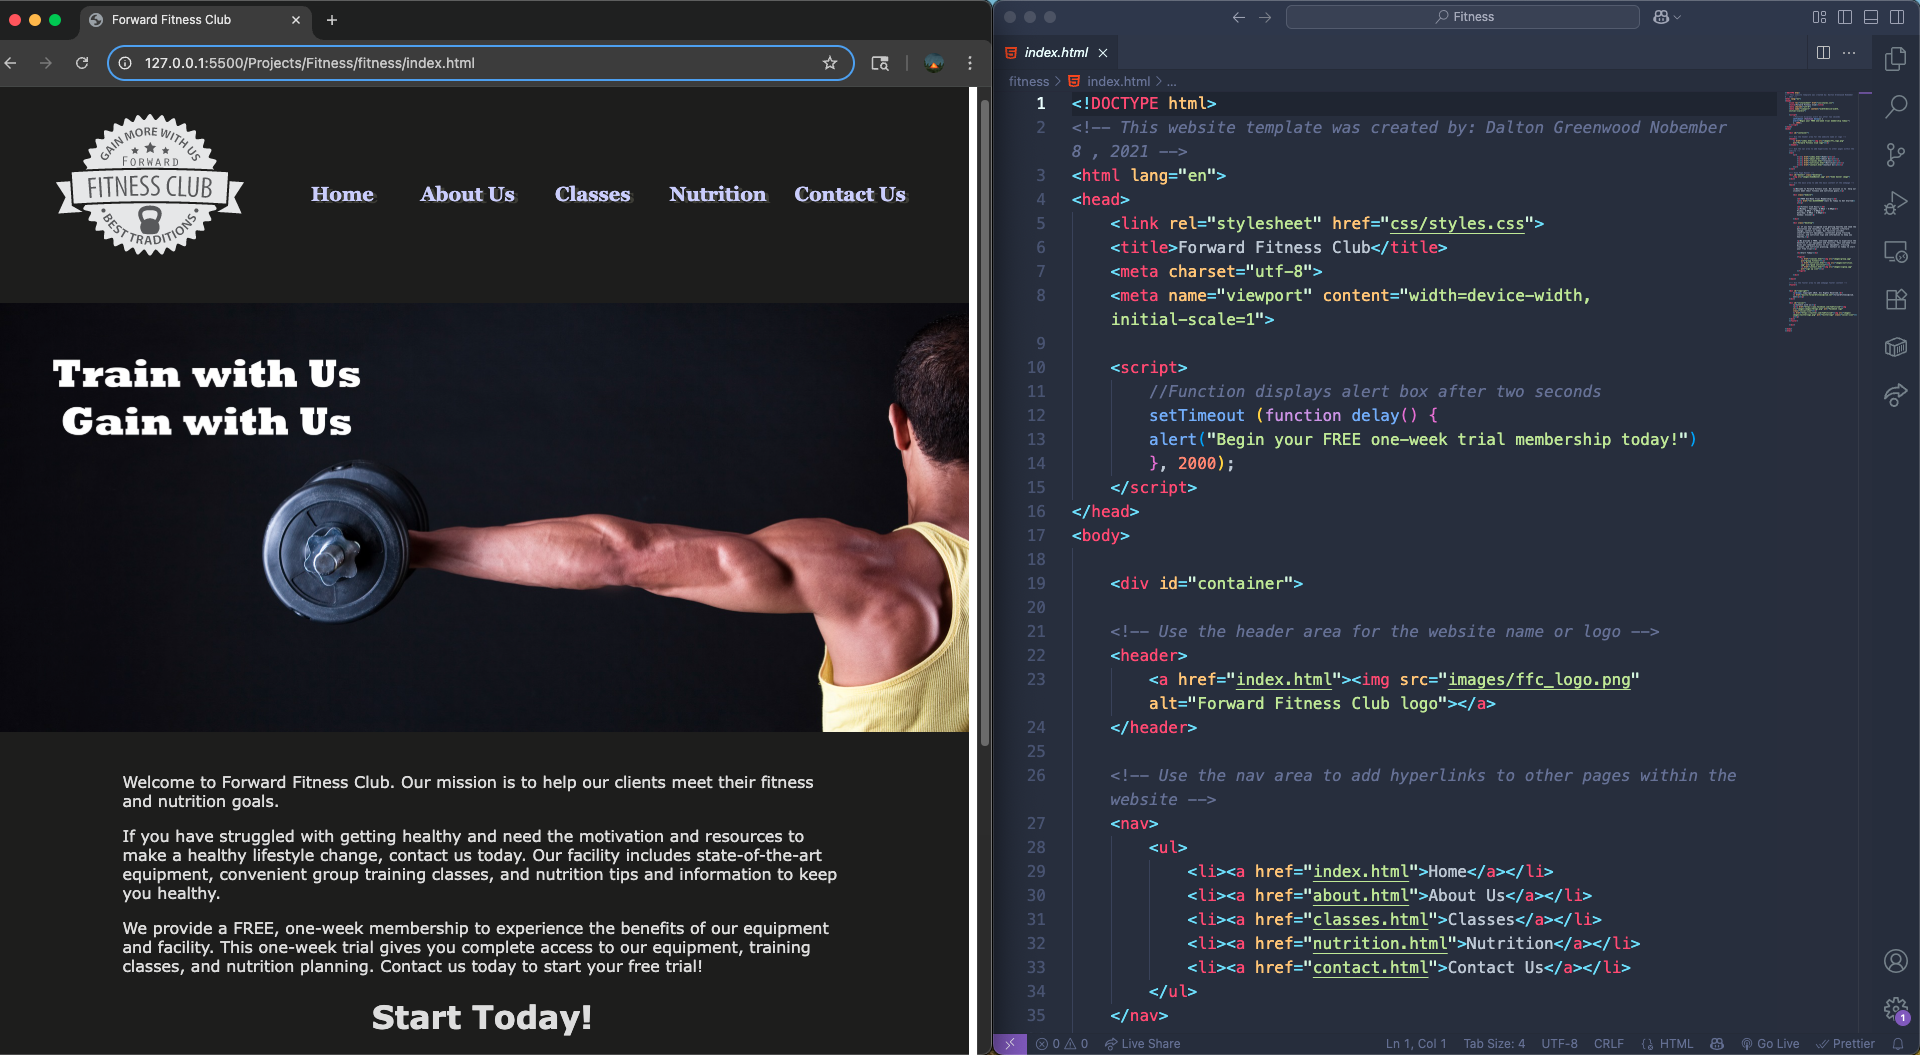 Forward Fitness Club
127.0.0.1:5500/Projects/Fitness/fitness/index.html
GAIN MORE WITH US
FORWARD
FITNESS CLUB
BEST TRADITIONS
Home About Us Classes Nutrition Contact Us
Train with Us
Gain with Us
Welcome to Forward Fitness Club. Our mission is to help our clients meet their fitness
and nutrition goals.
If you have struggled with getting healthy and need the motivation and resources to
make a healthy lifestyle change, contact us today. Our facility includes state-of-the-art
equipment, convenient group training classes, and nutrition tips and information to keep
you healthy.
We provide a FREE, one-week membership to experience the benefits of our equipment
and facility. This one-week trial gives you complete access to our equipment, training
classes, and nutrition planning. Contact us today to start your free trial!
Start Today!
Fitness
index.html
fitness > index.html > ...
1 <!DOCTYPE html>
2 <!-- This website template was created by: Dalton Greenwood Nobember
8 , 2021 -->
3 <html lang="en">
4 <head>
5 <link rel="stylesheet" href="css/styles.css">
6 <title>Forward Fitness Club</title>
7 <meta charset="utf-8">
8 <meta name="viewport" content="width=device-width,
initial-scale=1">
9
10 <script>
11 //Function displays alert box after two seconds
12 setTimeout (function delay() {
13 alert("Begin your FREE one-week trial membership today!")
14 }, 2000);
15 </script>
16 </head>
17 <body>
18
19 <div id="container">
20
21 <!-- Use the header area for the website name or logo -->
22 <header>
23 <a href="index.html"><img src="images/ffc_logo.png"
alt="Forward Fitness Club logo"></a>
24 </header>
25
26 <!-- Use the nav area to add hyperlinks to other pages within the
website -->
27 <nav>
28 <ul>
29 <li><a href="index.html">Home</a></li>
30 <li><a href="about.html">About Us</a></li>
31 <li><a href="classes.html">Classes</a></li>
32 <li><a href="nutrition.html">Nutrition</a></li>
33 <li><a href="contact.html">Contact Us</a></li>
34 </ul>
35 </nav>
1
0 0 Live Share Ln 1, Col 1 Tab Size: 4 UTF-8 CRLF HTML Go Live Prettier